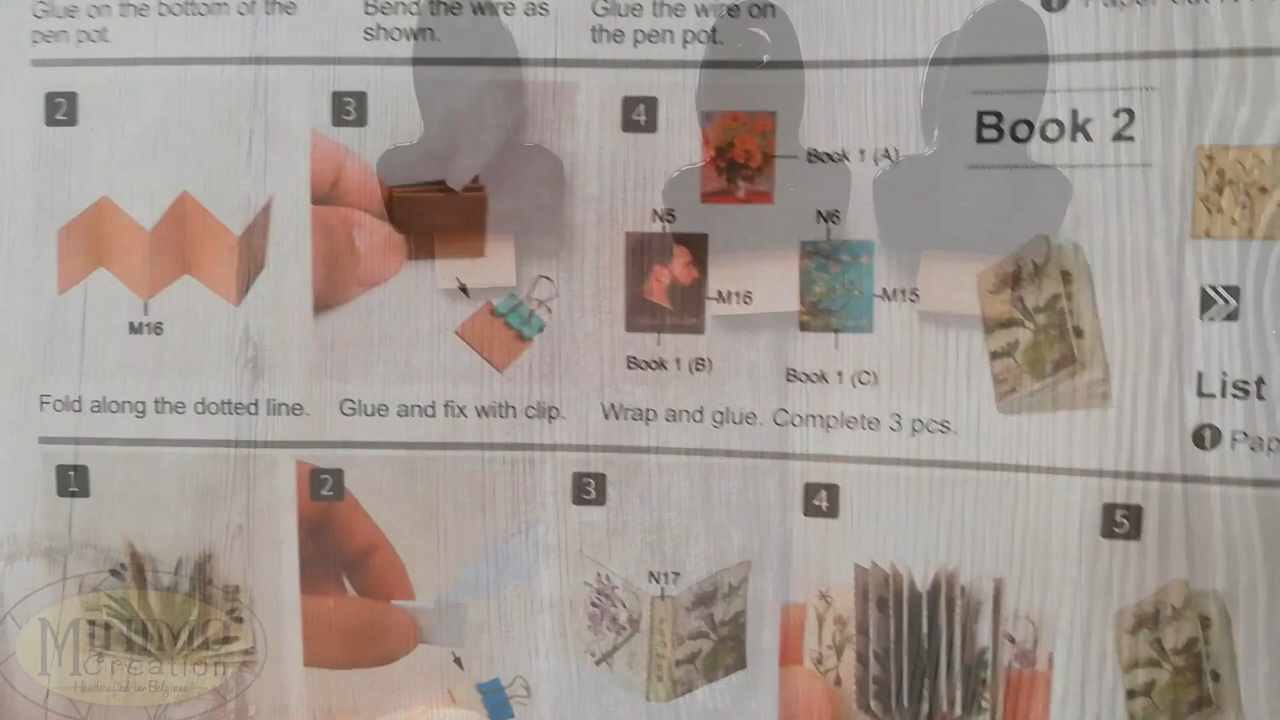 Glue on the bottom of the
pen pot.
Bend the wire as
shown.
Glue the wire on
the pen pot.
2
M16
Fold along the dotted line.
3
Glue and fix with clip.
4
Book 1 (A)
N5
M16
Book 1 (B)
N6
M15
Book 1 (C)
Wrap and glue. Complete 3 pcs.
Book 2
List
1
1
2
3
N17
4
5
MINIMO
Creation
Handcrafted in Belgium